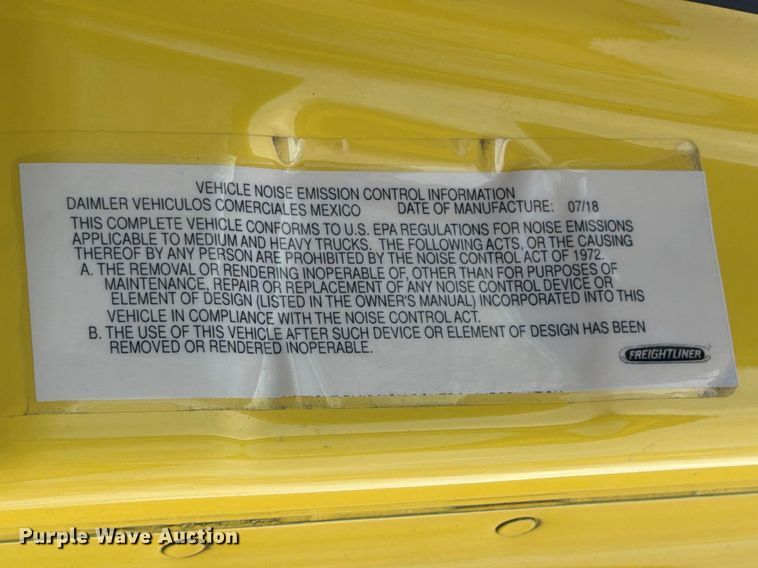 VEHICLE NOISE EMISSION CONTROL INFORMATION
DAIMLER VEHICULOS COMERCIALES MEXICO DATE OF MANUFACTURE: 07/18
THIS COMPLETE VEHICLE CONFORMS TO U.S. EPA REGULATIONS FOR NOISE EMISSIONS
APPLICABLE TO MEDIUM AND HEAVY TRUCKS. THE FOLLOWING ACTS, OR THE CAUSING
THEREOF BY ANY PERSON ARE PROHIBITED BY THE NOISE CONTROL ACT OF 1972.
A. THE REMOVAL OR RENDERING INOPERABLE OF, OTHER THAN FOR PURPOSES OF
MAINTENANCE, REPAIR OR REPLACEMENT OF ANY NOISE CONTROL DEVICE OR
ELEMENT OF DESIGN (LISTED IN THE OWNER'S MANUAL) INCORPORATED INTO THIS
VEHICLE IN COMPLIANCE WITH THE NOISE CONTROL ACT.
B. THE USE OF THIS VEHICLE AFTER SUCH DEVICE OR ELEMENT OF DESIGN HAS BEEN
REMOVED OR RENDERED INOPERABLE.
FREIGHTLINER
Purple Wave Auction